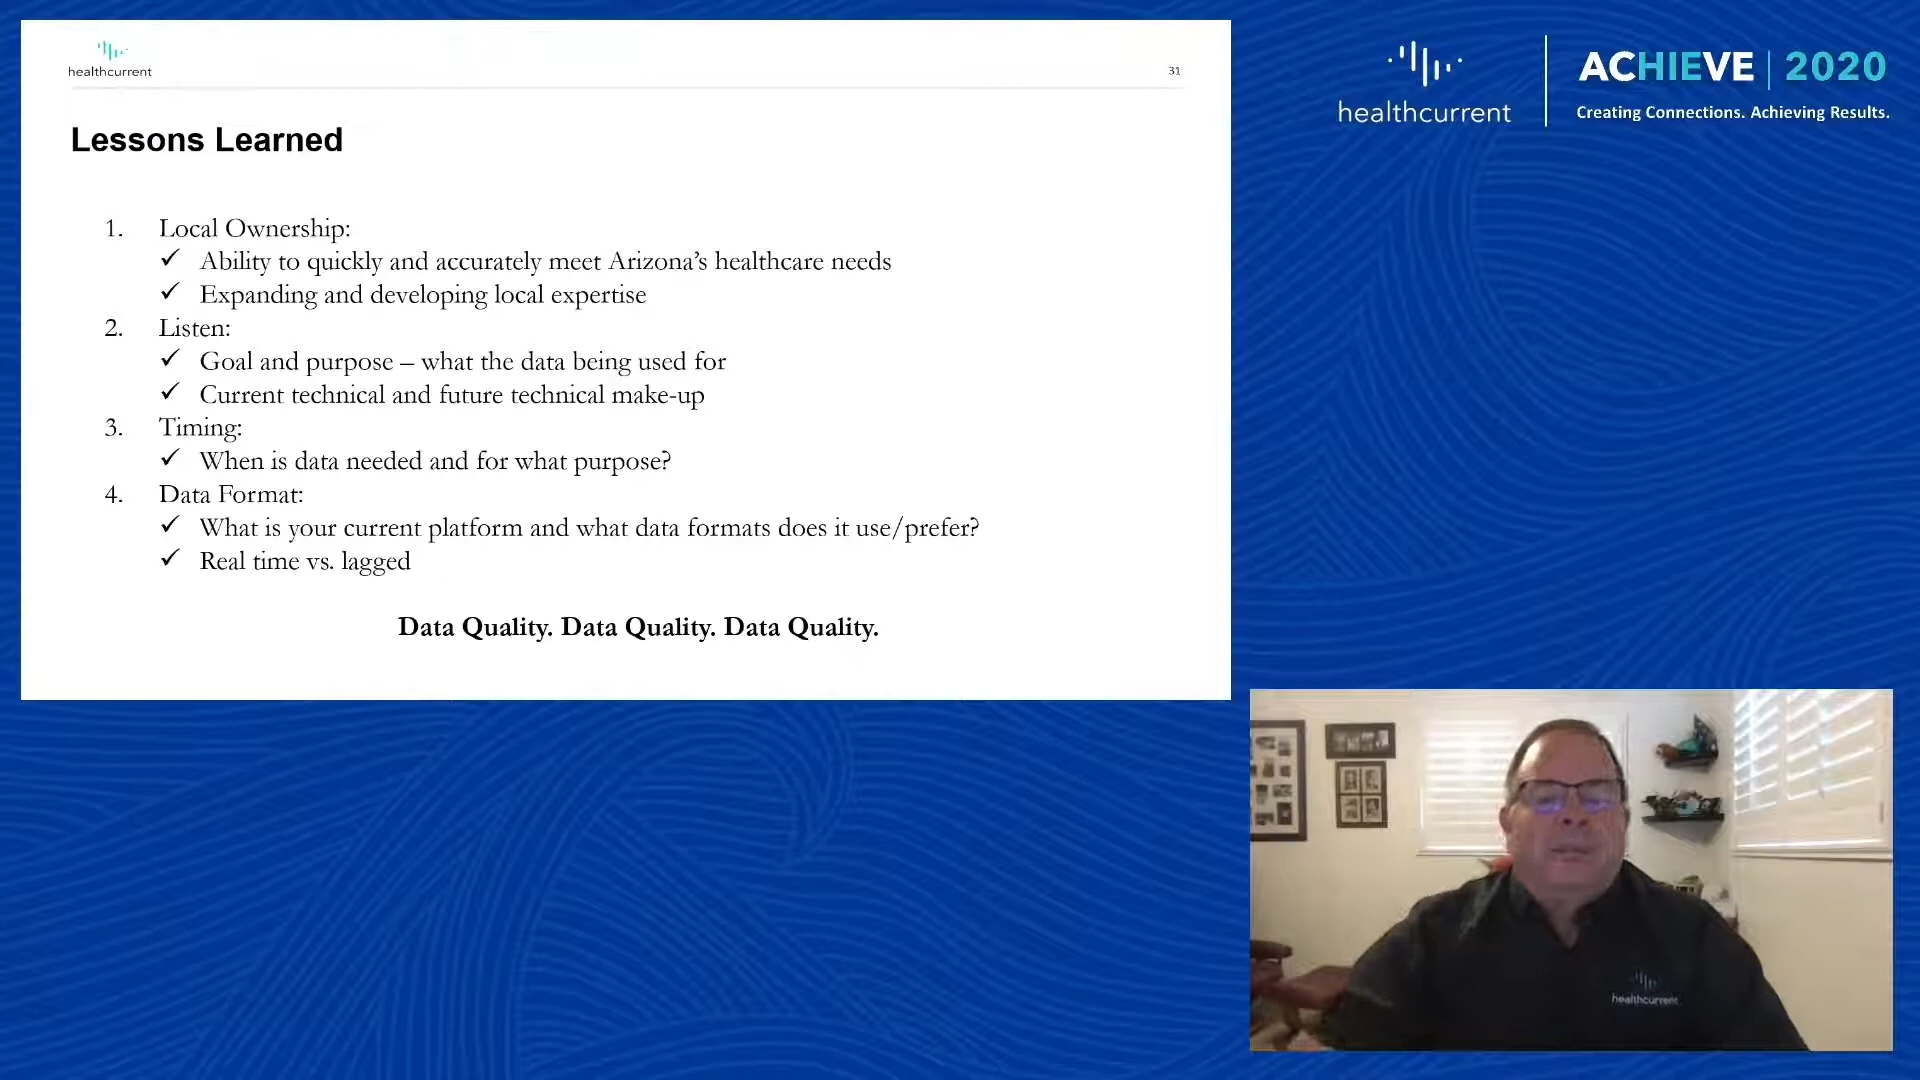 healthcurrent
31
Lessons Learned
1. Local Ownership:
✓ Ability to quickly and accurately meet Arizona’s healthcare needs
✓ Expanding and developing local expertise
2. Listen:
✓ Goal and purpose – what the data being used for
✓ Current technical and future technical make-up
3. Timing:
✓ When is data needed and for what purpose?
4. Data Format:
✓ What is your current platform and what data formats does it use/prefer?
✓ Real time vs. lagged
Data Quality. Data Quality. Data Quality.
healthcurrent
ACHIEVE | 2020
Creating Connections. Achieving Results.
healthcurrent